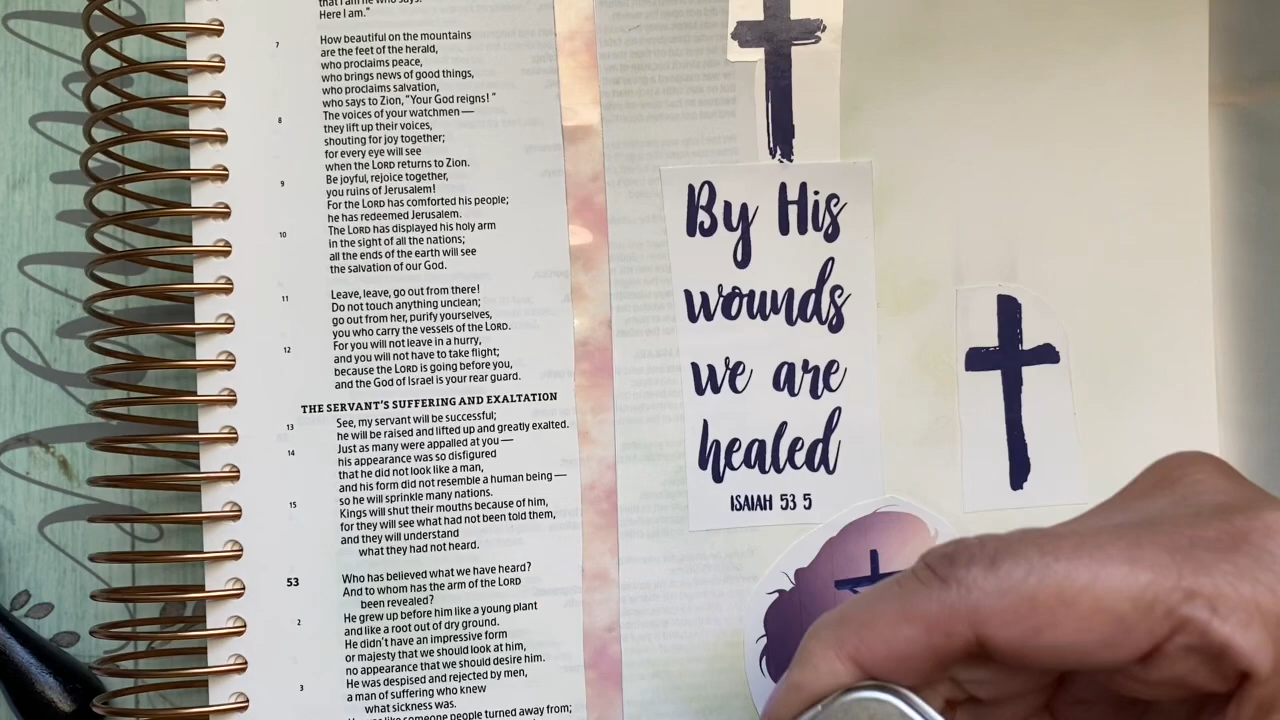 that I am he who says:
Here I am."
7 How beautiful on the mountains
are the feet of the herald,
who proclaims peace,
who brings news of good things,
who proclaims salvation,
who says to Zion, "Your God reigns!"
8 The voices of your watchmen —
they lift up their voices,
shouting for joy together;
for every eye will see
when the LORD returns to Zion.
9 Be joyful, rejoice together,
you ruins of Jerusalem!
For the LORD has comforted his people;
he has redeemed Jerusalem.
10 The LORD has displayed his holy arm
in the sight of all the nations;
all the ends of the earth will see
the salvation of our God.
11 Leave, leave, go out from there!
Do not touch anything unclean;
go out from her, purify yourselves,
you who carry the vessels of the LORD.
12 For you will not leave in a hurry,
and you will not have to take flight;
because the LORD is going before you,
and the God of Israel is your rear guard.
THE SERVANT'S SUFFERING AND EXALTATION
13 See, my servant will be successful;
he will be raised and lifted up and greatly exalted.
14 Just as many were appalled at you —
his appearance was so disfigured
that he did not look like a man,
and his form did not resemble a human being —
15 so he will sprinkle many nations.
Kings will shut their mouths because of him,
for they will see what had not been told them,
and they will understand
what they had not heard.
53 Who has believed what we have heard?
And to whom has the arm of the LORD
been revealed?
2 He grew up before him like a young plant
and like a root out of dry ground.
He didn't have an impressive form
or majesty that we should look at him,
no appearance that we should desire him.
3 He was despised and rejected by men,
a man of suffering who knew
what sickness was.
like someone people turned away from;
By His
wounds
we are
healed
ISAIAH 53 5